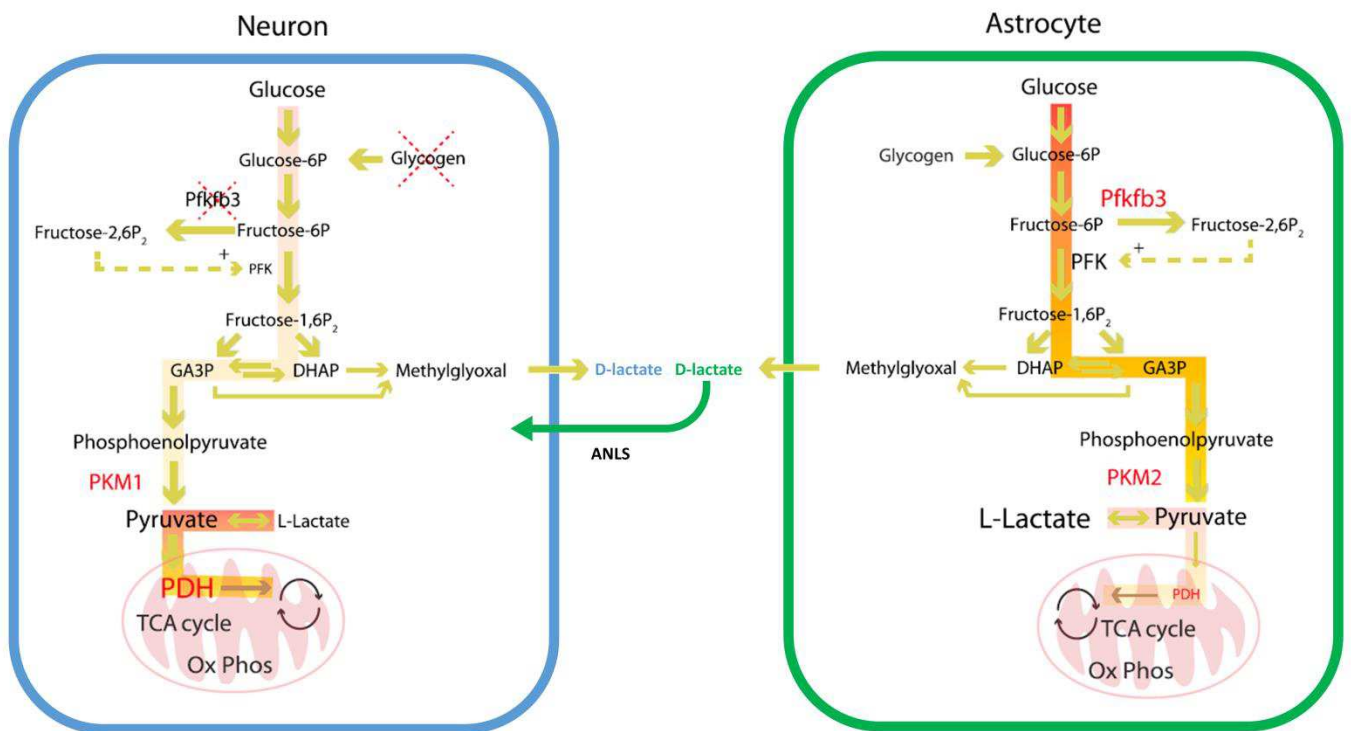 Neuron
Glucose
Glucose-6P
Glycogen
Pfkfb3
Fructose-2,6P₂
Fructose-6P
+
PFK
Fructose-1,6P₂
GA3P
DHAP
Methylglyoxal
Phosphoenolpyruvate
PKM1
Pyruvate
L-Lactate
PDH
TCA cycle
Ox Phos
D-lactate
D-lactate
ANLS
Astrocyte
Glucose
Glycogen
Glucose-6P
Pfkfb3
Fructose-6P
Fructose-2,6P₂
+
PFK
Fructose-1,6P₂
Methylglyoxal
DHAP
GA3P
Phosphoenolpyruvate
PKM2
L-Lactate
Pyruvate
PDH
TCA cycle
Ox Phos